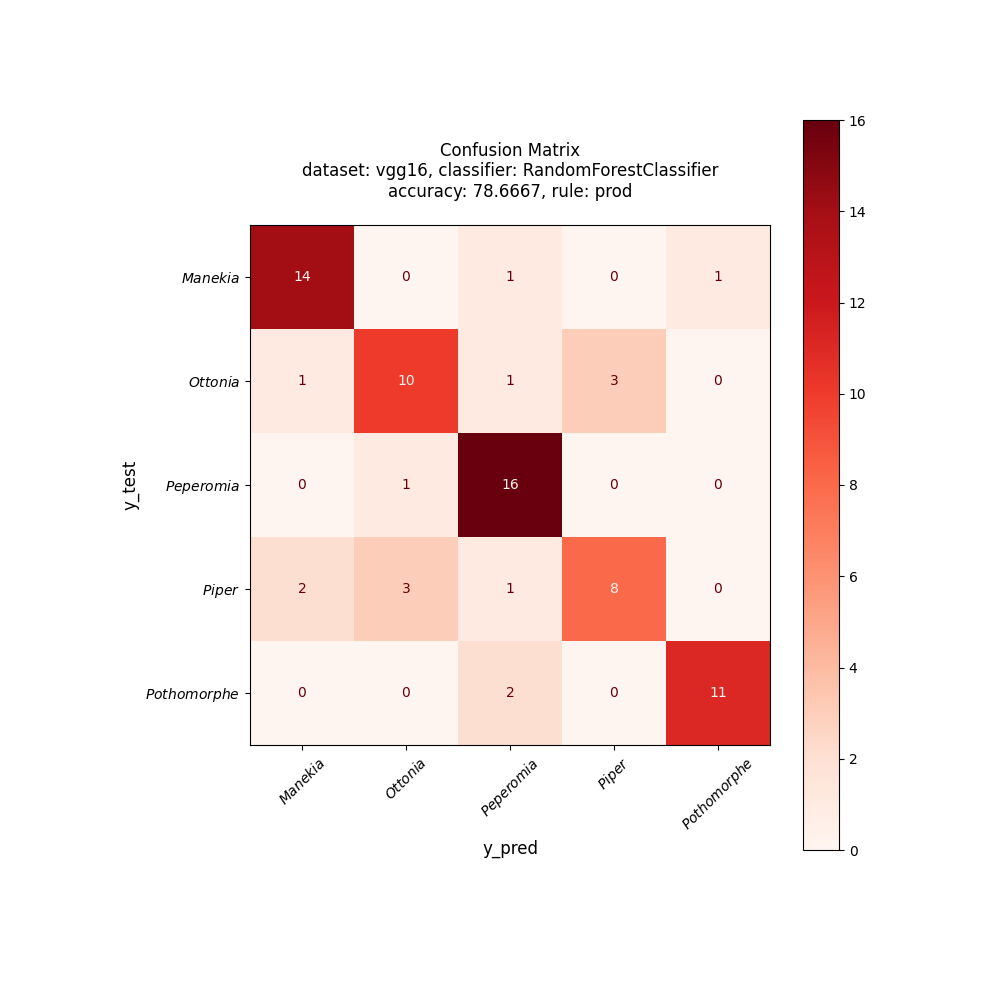 Confusion Matrix
dataset: vgg16, classifier: RandomForestClassifier
accuracy: 78.6667, rule: prod
Manekia 14 0 1 0 1
Ottonia 1 10 1 3 0
Peperomia 0 1 16 0 0
Piper 2 3 1 8 0
Pothomorphe 0 0 2 0 11
y_test
Manekia Ottonia Peperomia Piper Pothomorphe
y_pred
16
14
12
10
8
6
4
2
0